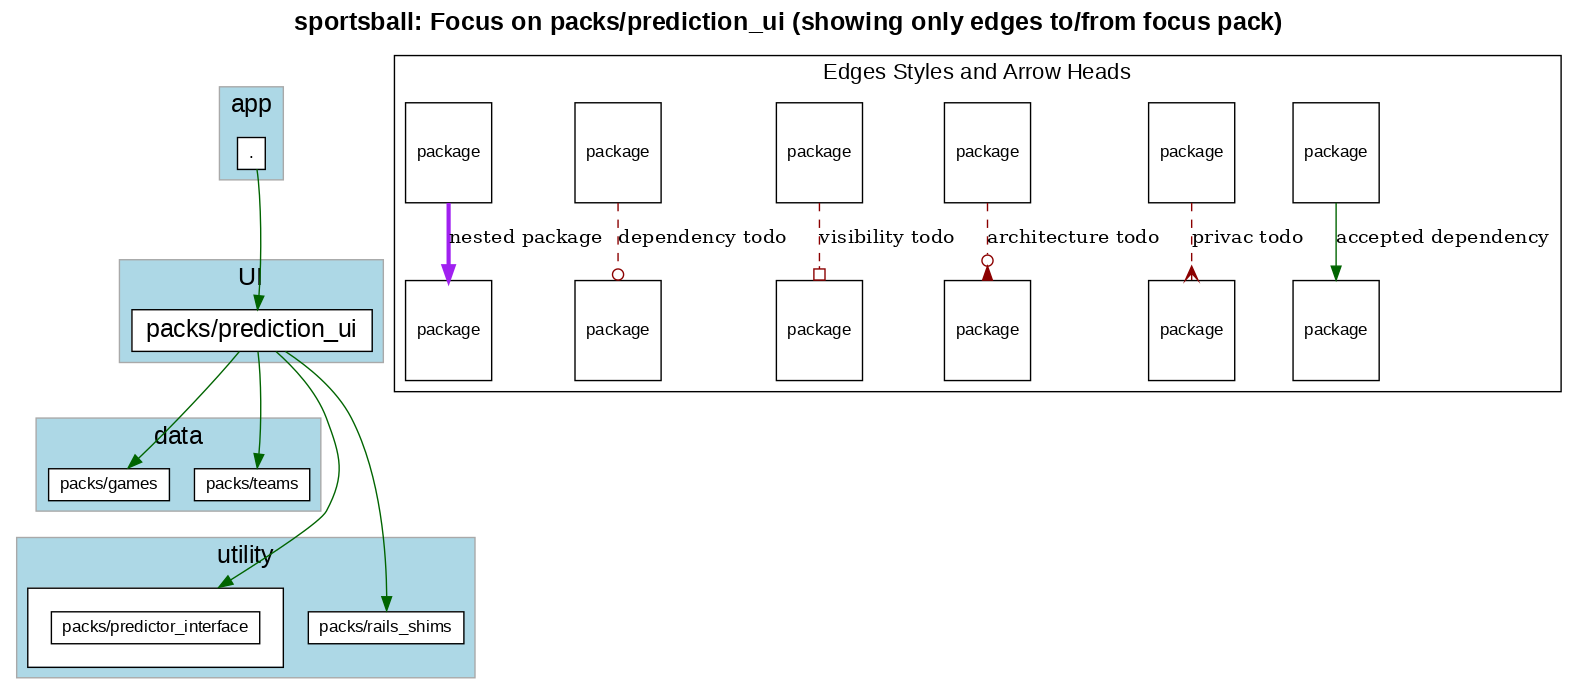 sportsball: Focus on packs/prediction_ui (showing only edges to/from focus pack)
app
.
UI
packs/prediction_ui
data
packs/games
packs/teams
utility
packs/predictor_interface
packs/rails_shims
Edges Styles and Arrow Heads
package
package
package
package
package
package
nested package
dependency todo
visibility todo
architecture todo
privac todo
accepted dependency
package
package
package
package
package
package